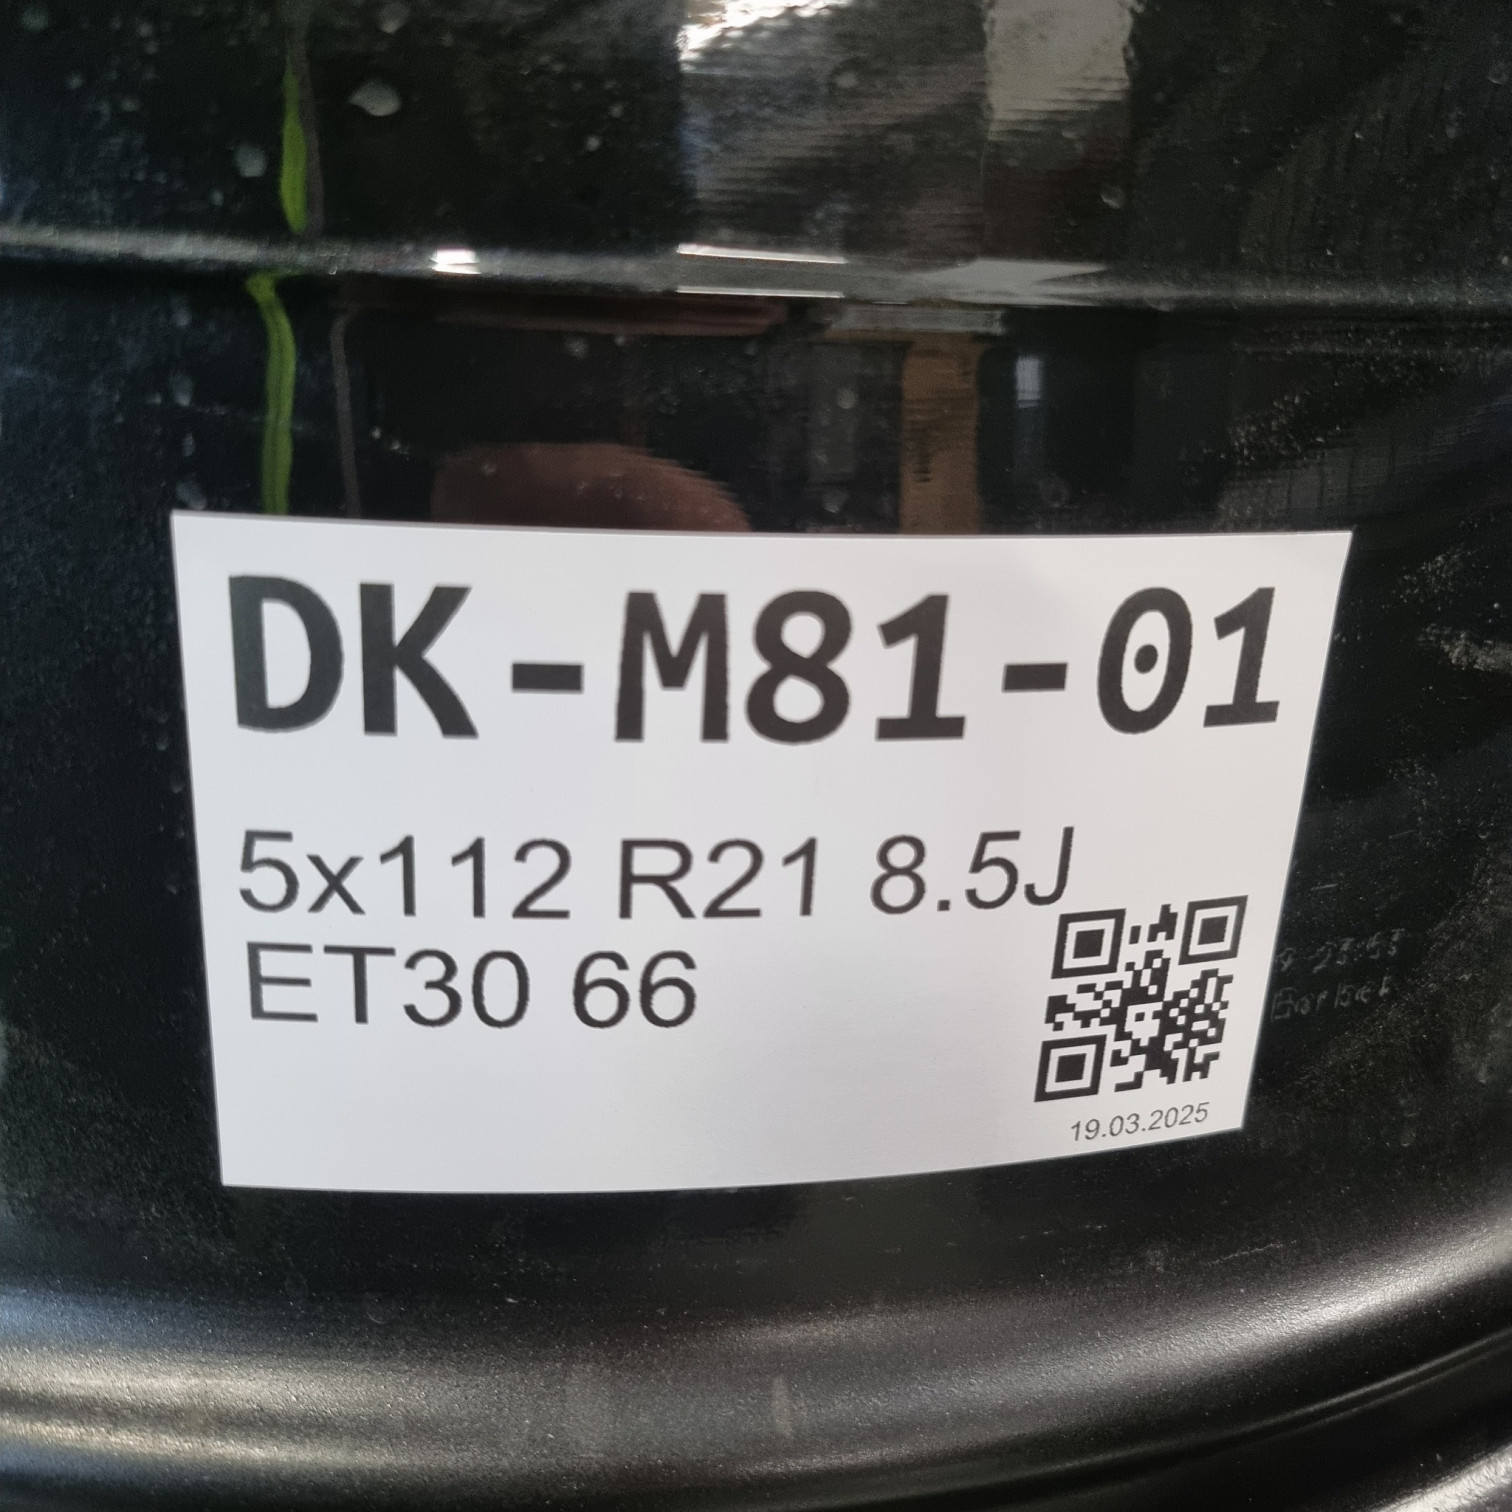 DK-M81-01
5x112 R21 8.5J
ET30 66
19.03.2025